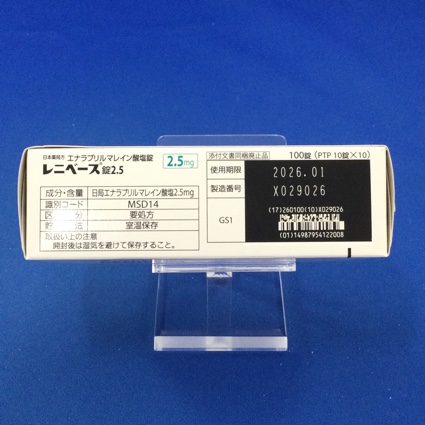 日本薬局方 エナラプリルマレイン酸塩錠
レニベース®錠2.5
2.5mg
成分・含量 日局エナラプリルマレイン酸塩2.5mg
識別コード MSD14
区分 要処方
貯法 室温保存
取扱い上の注意
開封後は湿気を避けて保存すること。
添付文書同梱廃止品
100錠 (PTP 10錠×10)
使用期限 2026.01
製造番号 X029026
GS1
(17)260100(10)X029026
(01)14987954122008